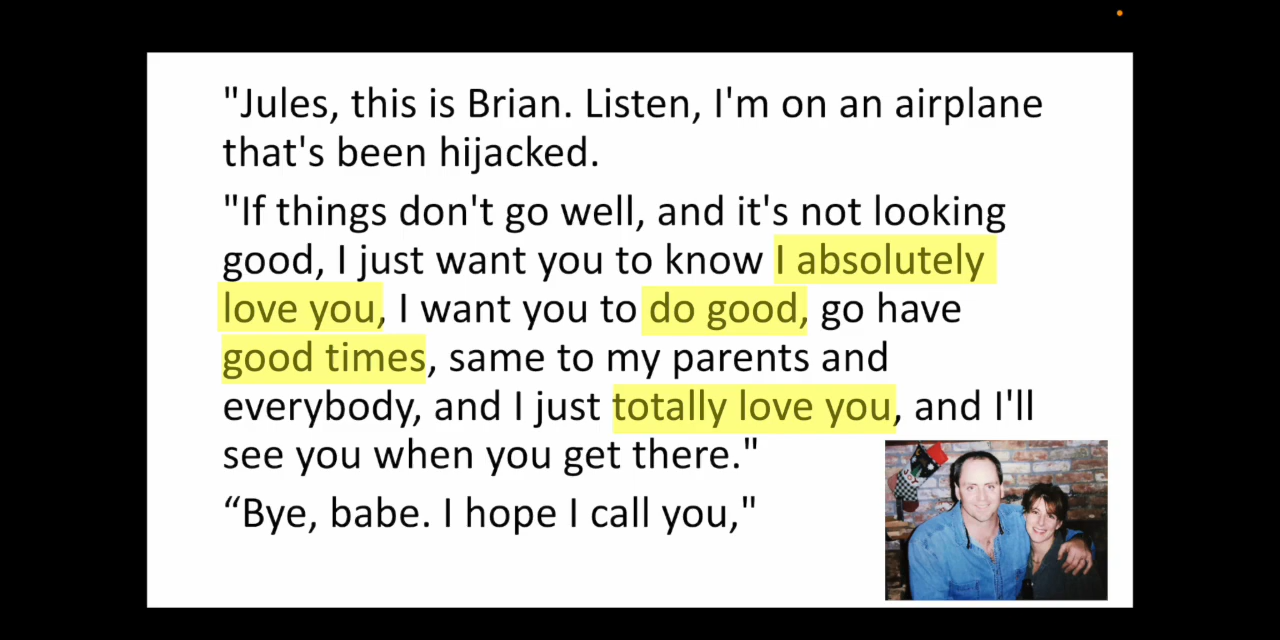 "Jules, this is Brian. Listen, I'm on an airplane
that's been hijacked.
"If things don't go well, and it's not looking
good, I just want you to know I absolutely
love you, I want you to do good, go have
good times, same to my parents and
everybody, and I just totally love you, and I'll
see you when you get there."
“Bye, babe. I hope I call you,"